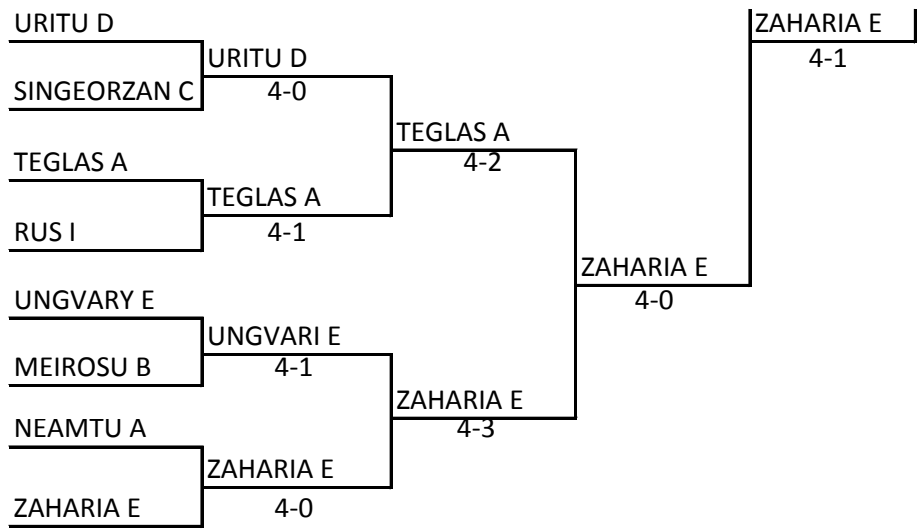 URITU D
ZAHARIA E
4-1
URITU D
4-0
SINGEORZAN C
TEGLAS A
4-2
TEGLAS A
TEGLAS A
4-1
RUS I
ZAHARIA E
4-0
UNGVARY E
UNGVARI E
4-1
MEIROSU B
ZAHARIA E
4-3
NEAMTU A
ZAHARIA E
4-0
ZAHARIA E